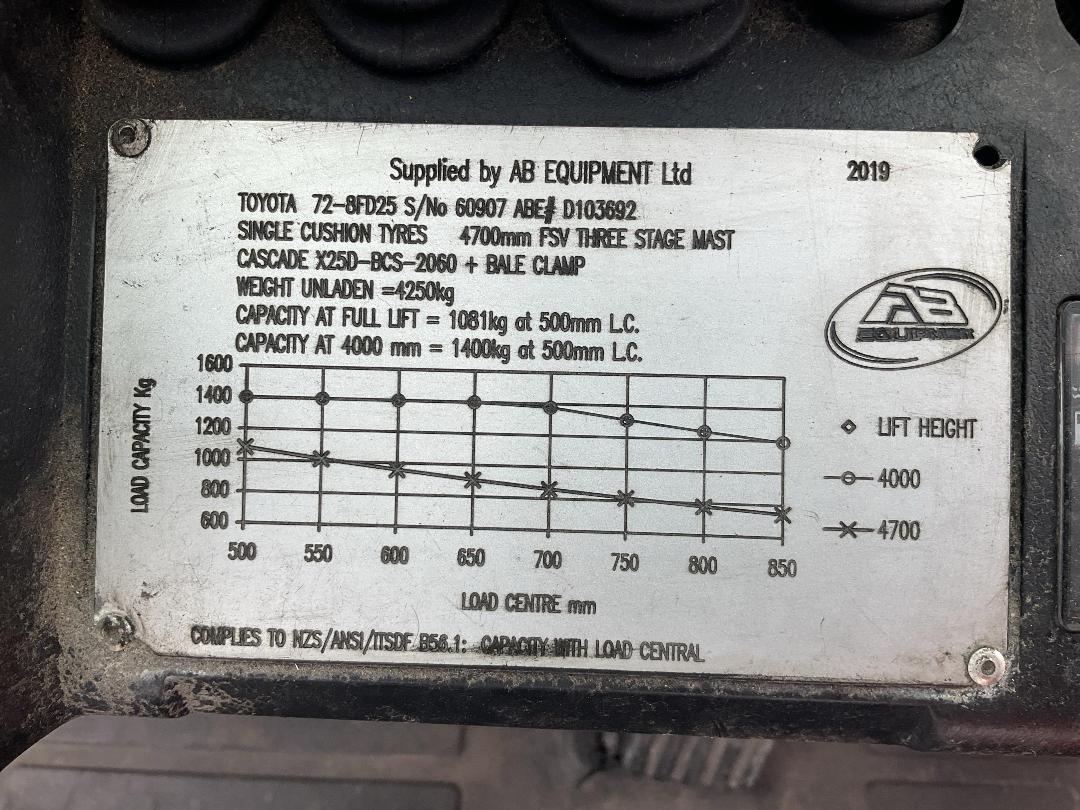 Supplied by AB EQUIPMENT Ltd 2019
TOYOTA 72-8FD25 S/No 60907 ABE# D103692
SINGLE CUSHION TYRES 4700mm FSV THREE STAGE MAST
CASCADE X25D-BCS-2060 + BALE CLAMP
WEIGHT UNLADEN =4250kg
CAPACITY AT FULL LIFT = 1081kg at 500mm L.C.
CAPACITY AT 4000 mm = 1400kg at 500mm L.C.
AB
EQUIPMENT
LOAD CAPACITY Kg
1600
1400
1200
1000
800
600
500 550 600 650 700 750 800 850
LOAD CENTRE mm
LIFT HEIGHT
4000
4700
COMPLIES TO NZS/ANSI/ITSDF B56.1: CAPACITY WITH LOAD CENTRAL